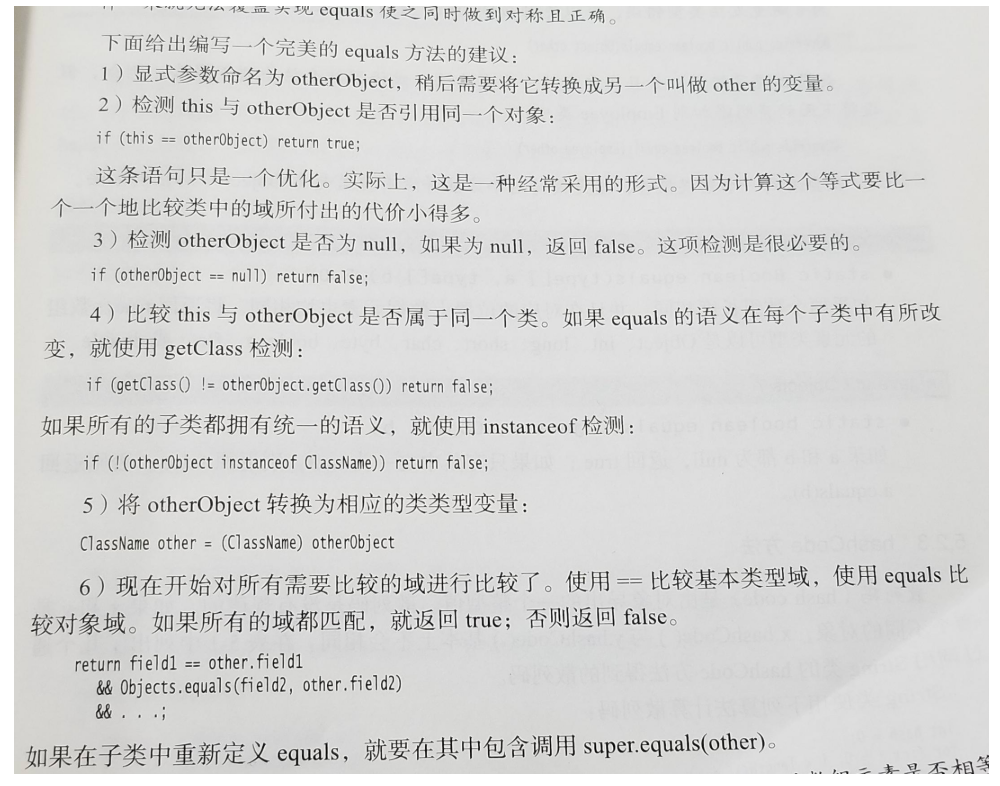 来就无法覆盖实现 equals 使之同时做到对称且正确。
下面给出编写一个完美的 equals 方法的建议：
1）显式参数命名为 otherObject，稍后需要将它转换成另一个叫做 other 的变量。
2）检测 this 与 otherObject 是否引用同一个对象：
if (this == otherObject) return true;
这条语句只是一个优化。实际上，这是一种经常采用的形式。因为计算这个等式要比一
个一个地比较类中的域所付出的代价小得多。
3）检测 otherObject 是否为 null，如果为 null，返回 false。这项检测是很必要的。
if (otherObject == null) return false;
4）比较 this 与 otherObject 是否属于同一个类。如果 equals 的语义在每个子类中有所改
变，就使用 getClass 检测：
if (getClass() != otherObject.getClass()) return false;
如果所有的子类都拥有统一的语义，就使用 instanceof 检测：
if (!(otherObject instanceof ClassName)) return false;
5）将 otherObject 转换为相应的类类型变量：
ClassName other = (ClassName) otherObject
6）现在开始对所有需要比较的域进行比较了。使用 == 比较基本类型域，使用 equals 比
较对象域。如果所有的域都匹配，就返回 true；否则返回 false。
return field1 == other.field1
&& Objects.equals(field2, other.field2)
&& . . .;
如果在子类中重新定义 equals，就要在其中包含调用 super.equals(other)。
元素是否相等